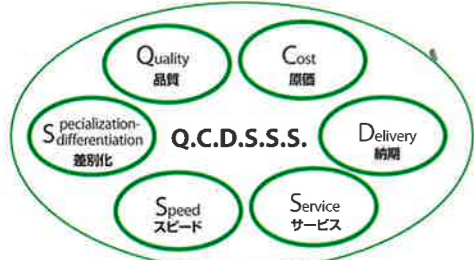 Quality
品質
Cost
原価
Specialization-
differentiation
差別化
Q.C.D.S.S.S.
Delivery
納期
Speed
スピード
Service
サービス